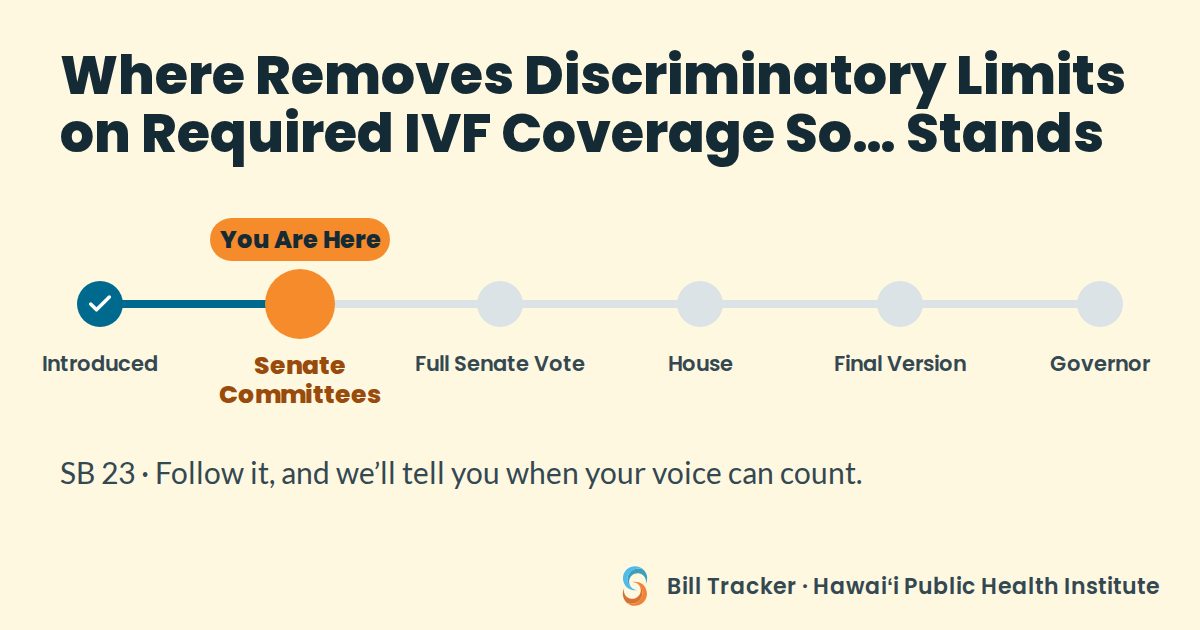 Where Removes Discriminatory Limits
on Required IVF Coverage So... Stands
You Are Here
Introduced
Senate
Committees
Full Senate Vote
House
Final Version
Governor
SB 23 · Follow it, and we’ll tell you when your voice can count.
Bill Tracker · Hawaiʻi Public Health Institute